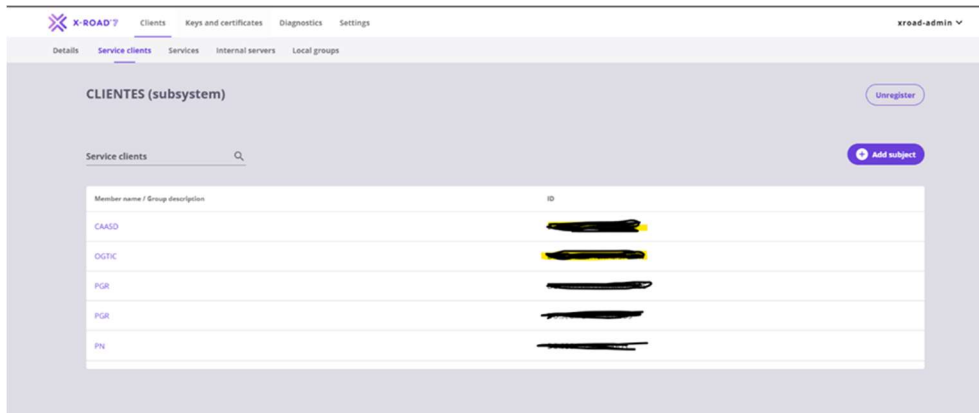 X-ROAD 7 Clients Keys and certificates Diagnostics Settings xroad-admin
Details Service clients Services Internal servers Local groups
CLIENTES (subsystem) Unregister
Service clients Add subject
Member name / Group description ID
CAASD
OGTIC
PGR
PGR
PN